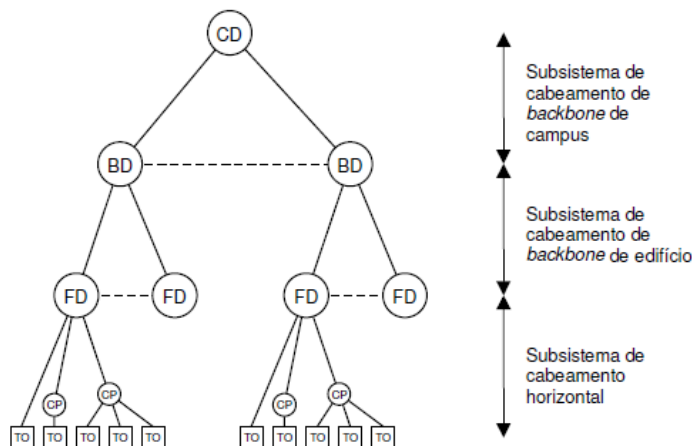 CD
Subsistema de
cabeamento de
backbone de
campus
BD
BD
Subsistema de
cabeamento de
backbone de edifício
FD
FD
FD
FD
Subsistema de
cabeamento
horizontal
CP
CP
CP
CP
TO
TO
TO
TO
TO
TO
TO
TO
TO
TO